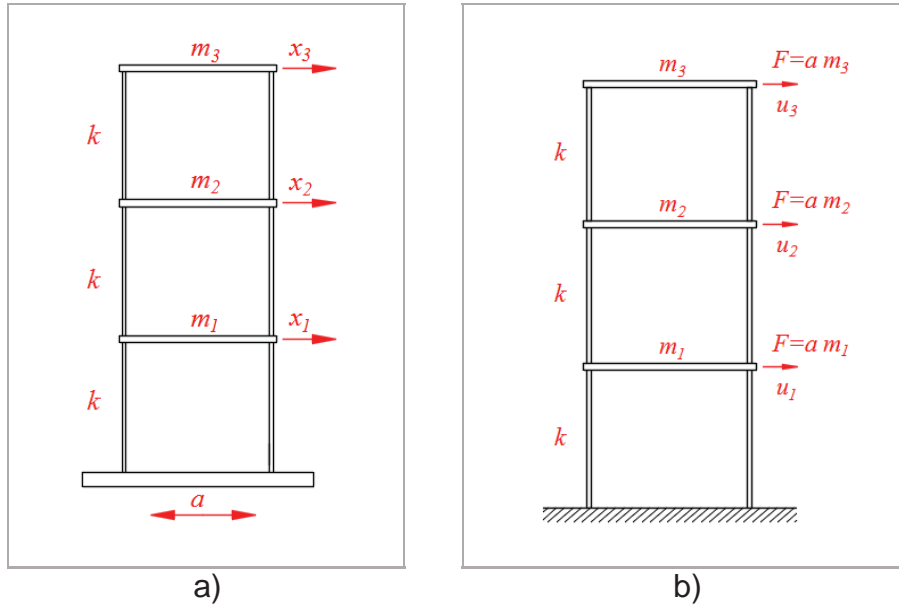 m₃
x₃
k
m₂
x₂
k
m₁
x₁
k
a
a)
m₃
F=a m₃
u₃
k
m₂
F=a m₂
u₂
k
m₁
F=a m₁
u₁
k
b)